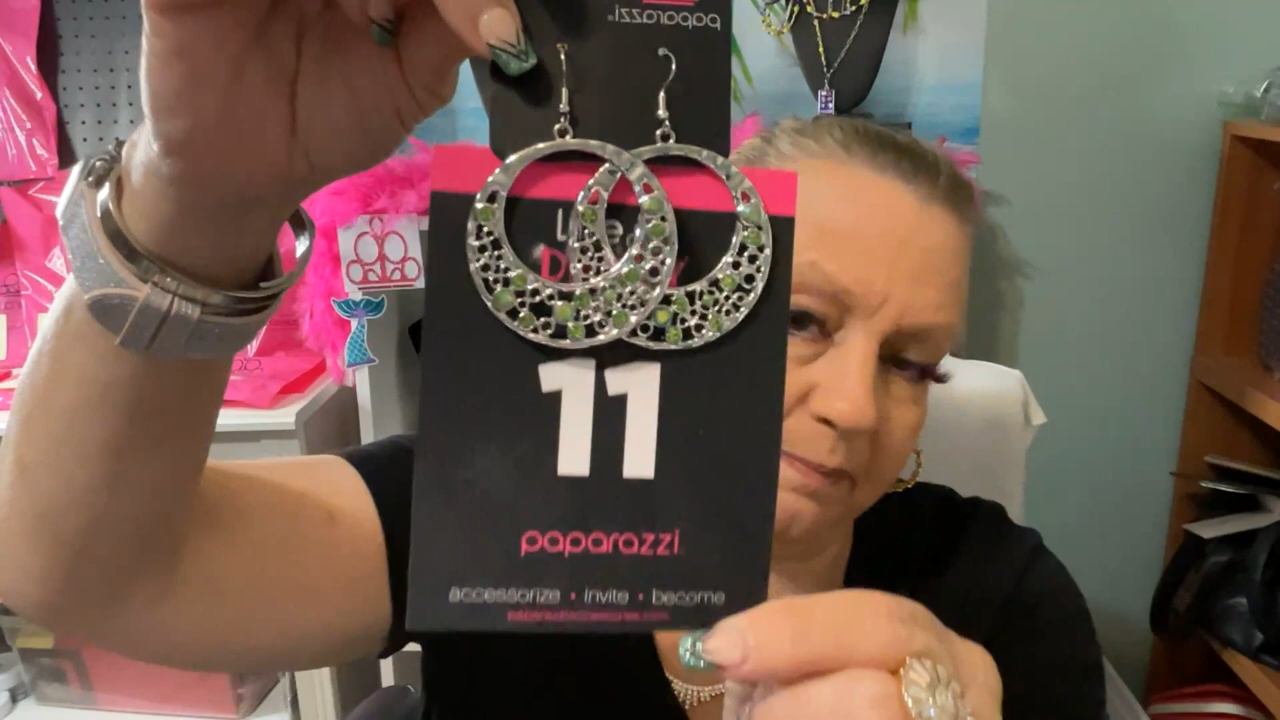 paparazzi
11
paparazzi
accessorize • invite • become